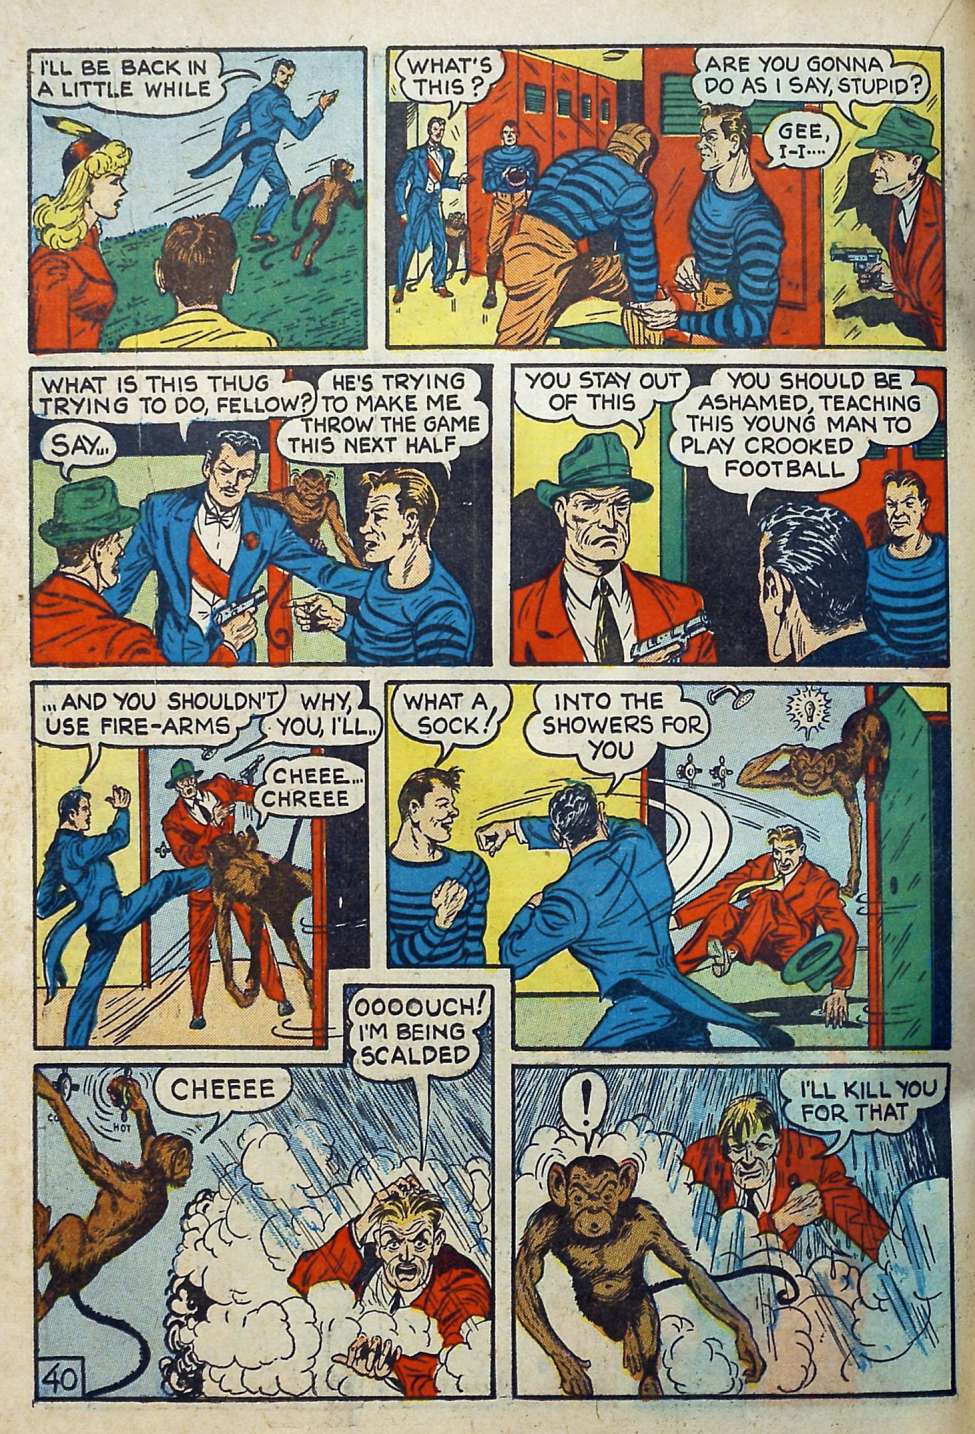 I'LL BE BACK IN
A LITTLE WHILE
WHAT'S
THIS?
ARE YOU GONNA
DO AS I SAY, STUPID?
GEE,
I-I....
WHAT IS THIS THUG
TRYING TO DO, FELLOW?
SAY...
HE'S TRYING
TO MAKE ME
THROW THE GAME
THIS NEXT HALF
YOU STAY OUT
OF THIS
YOU SHOULD BE
ASHAMED, TEACHING
THIS YOUNG MAN TO
PLAY CROOKED
FOOTBALL
...AND YOU SHOULDN'T
USE FIRE-ARMS
WHY,
YOU, I'LL..
CHEEE...
CHREEE
WHAT A
SOCK!
INTO THE
SHOWERS FOR
YOU
CHEEEE
HOT
OOOOUCH!
I'M BEING
SCALDED
!
I'LL KILL YOU
FOR THAT
40